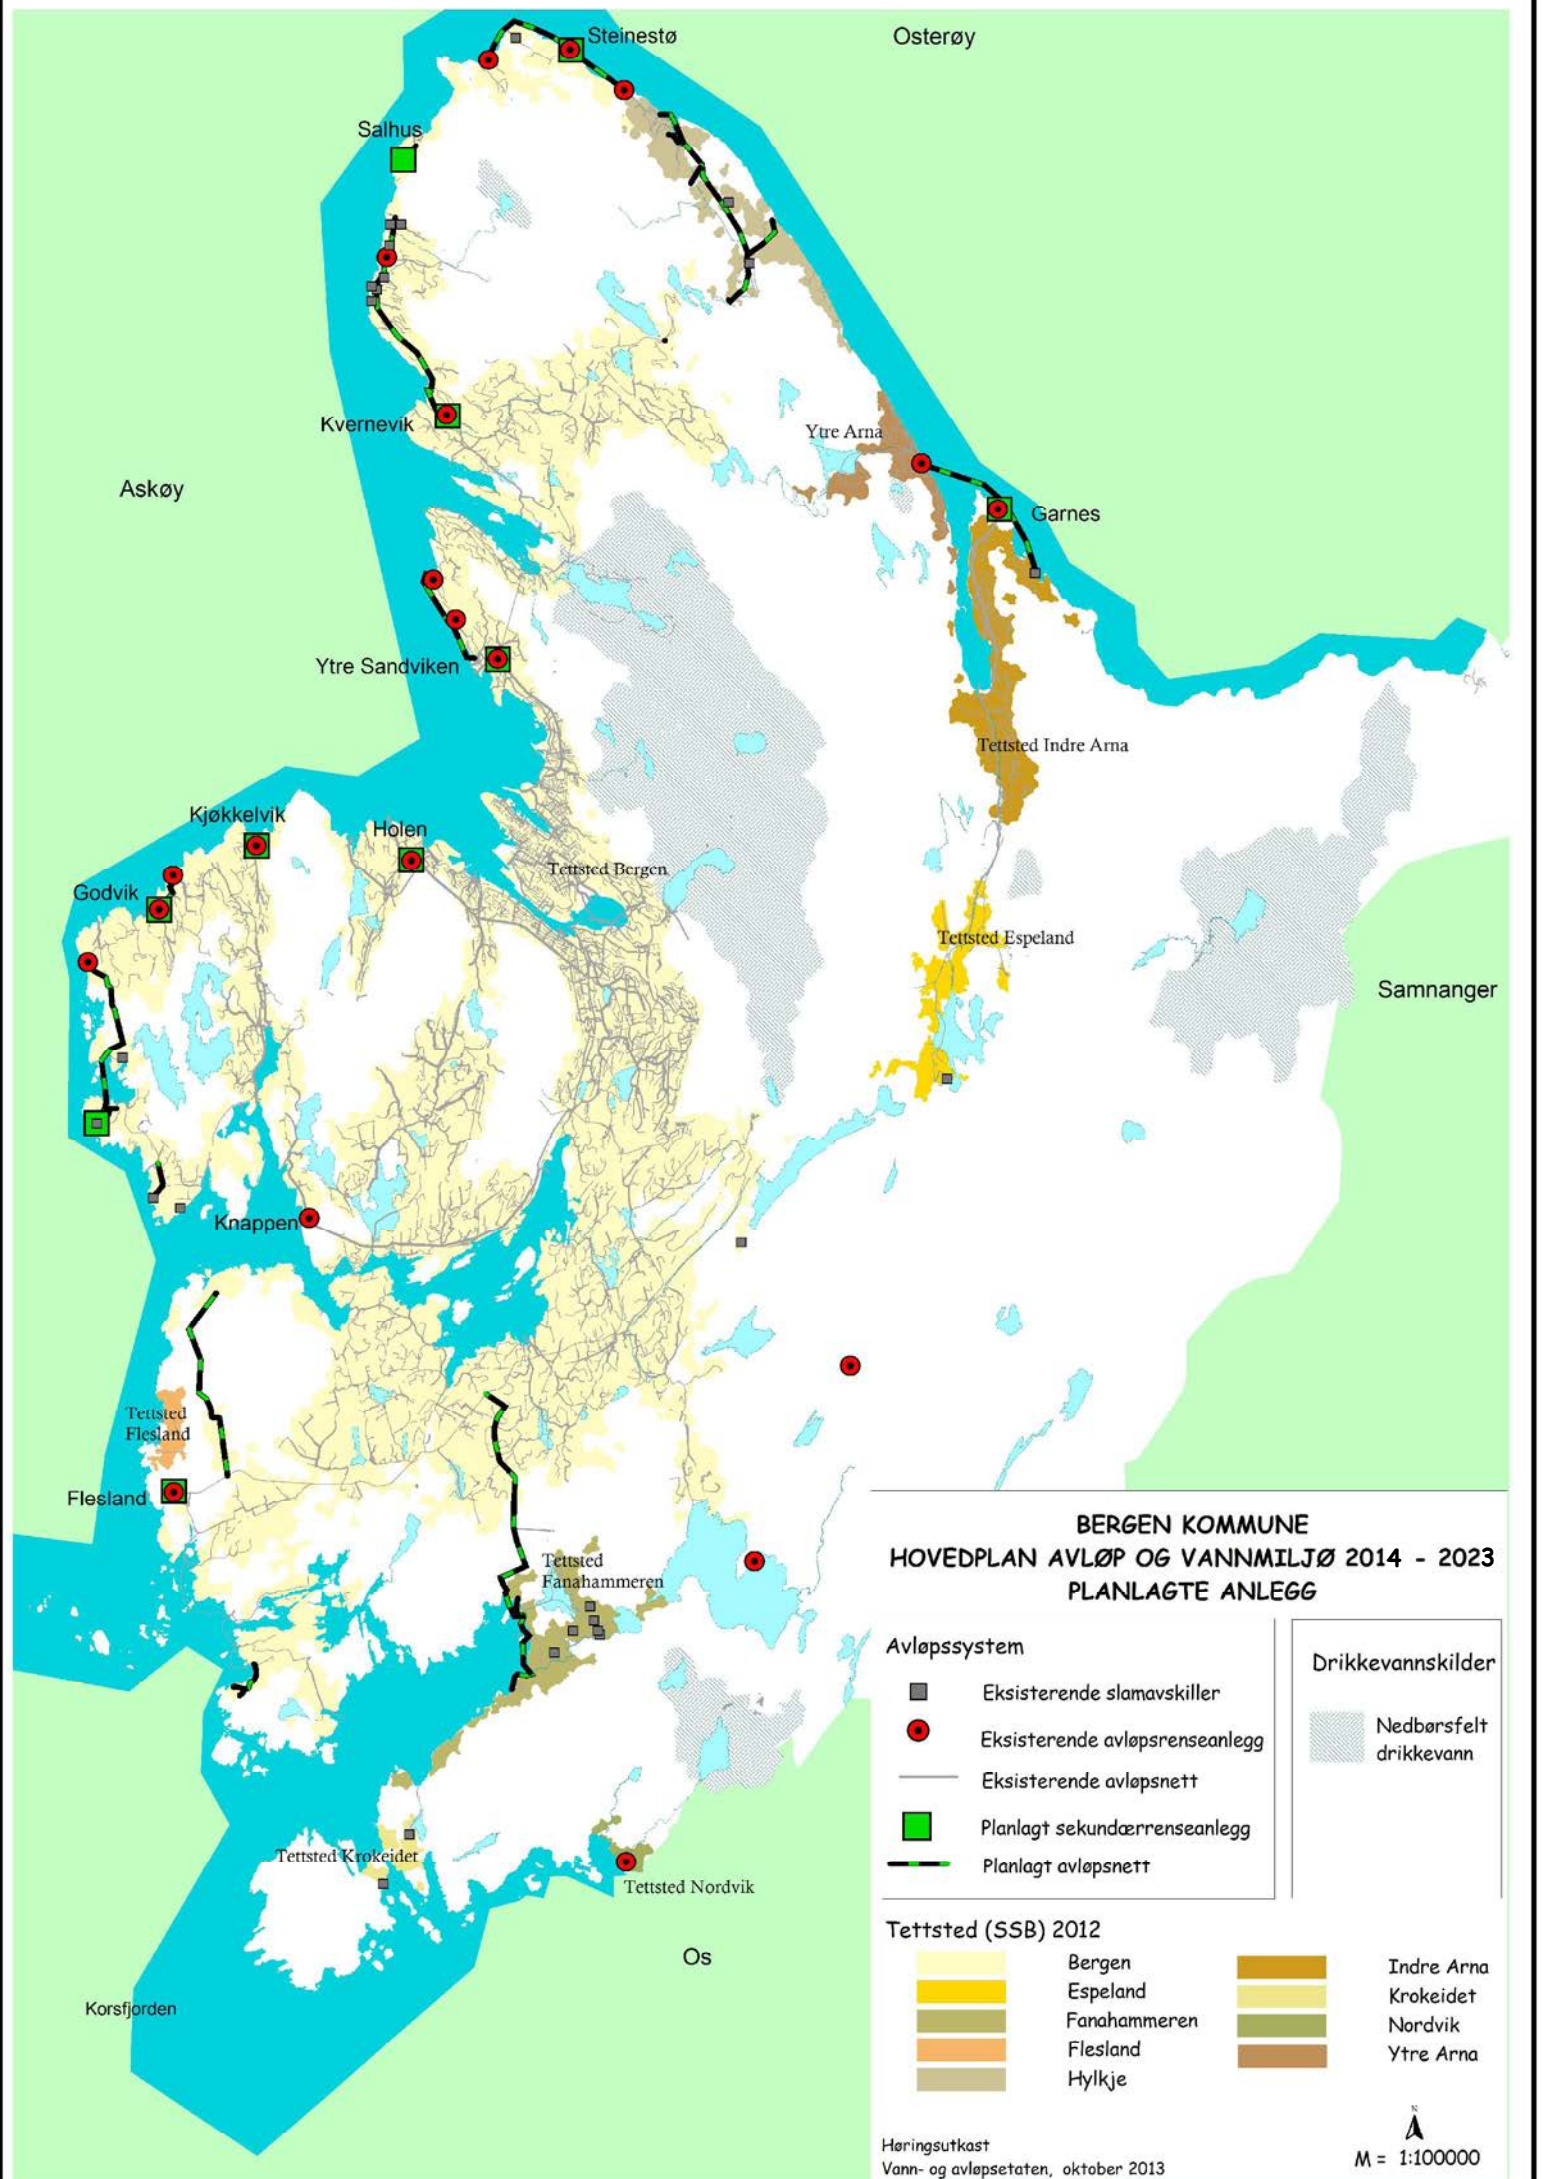 Steinestø
Osterøy
Salhus
Kvernevik
Ytre Arna
Askøy
Garnes
Ytre Sandviken
Tettsted Indre Arna
Kjøkkelvik
Holen
Tettsted Bergen
Godvik
Tettsted Espeland
Samnanger
Knappen
Tettsted
Flesland
Flesland
Tettsted
Fanahammeren
Tettsted Krokeidet
Tettsted Nordvik
Os
Korsfjorden
BERGEN KOMMUNE
HOVEDPLAN AVLØP OG VANNMILJØ 2014 - 2023
PLANLAGTE ANLEGG
Avløpssystem
Eksisterende slamavskiller
Eksisterende avløpsrenseanlegg
Eksisterende avløpsnett
Planlagt sekundærrenseanlegg
Planlagt avløpsnett
Drikkevannskilder
Nedbørsfelt
drikkevann
Tettsted (SSB) 2012
Bergen
Espeland
Fanahammeren
Flesland
Hylkje
Indre Arna
Krokeidet
Nordvik
Ytre Arna
N
M = 1:100000
Høringsutkast
Vann- og avløpsetaten, oktober 2013